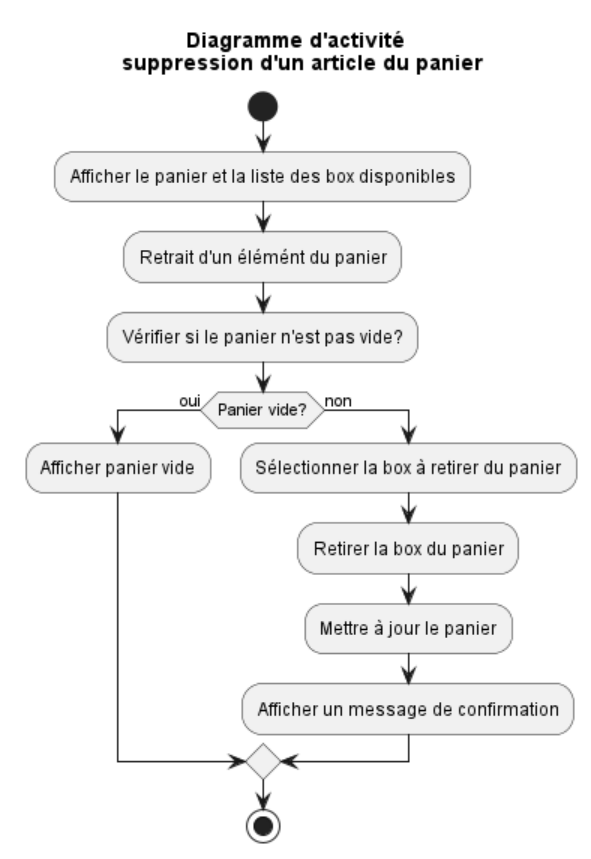 Diagramme d'activité
suppression d'un article du panier
Afficher le panier et la liste des box disponibles
Retrait d'un élémént du panier
Vérifier si le panier n'est pas vide?
oui
Panier vide?
non
Afficher panier vide
Sélectionner la box à retirer du panier
Retirer la box du panier
Mettre à jour le panier
Afficher un message de confirmation